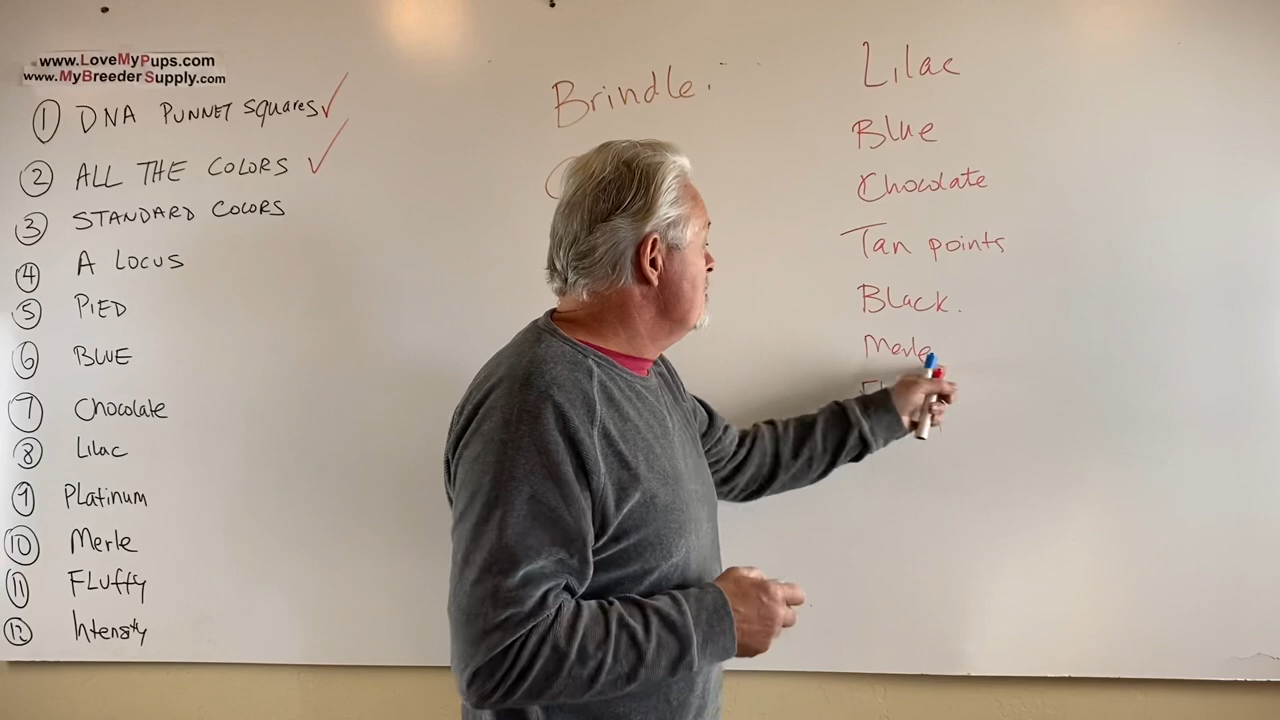 www.LoveMyPups.com
www.MyBreederSupply.com
1 DNA PUNNET Squares ✓
2 ALL THE COLORS ✓
3 STANDARD COLORS
4 A LOCUS
5 PIED
6 BLUE
7 Chocolate
8 Lilac
9 Platinum
10 Merle
11 FLuffy
12 Intensity
Brindle.
Lilac
Blue
Chocolate
Tan points
Black.
Merle